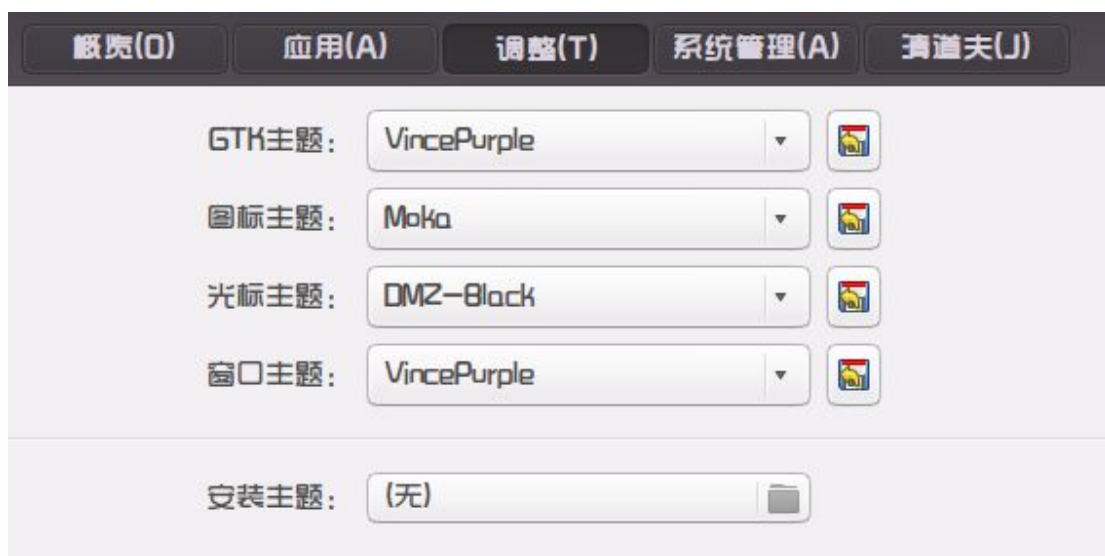 概览(O) 应用(A) 调整(T) 系统管理(A) 清道夫(J)
GTK主题： VincePurple
图标主题： Moka
光标主题： DMZ-Black
窗口主题： VincePurple
安装主题： (无)